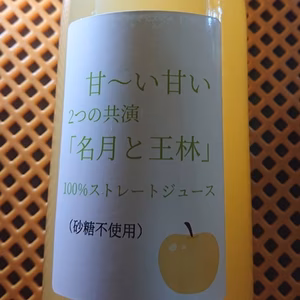 甘〜い甘い
2つの共演
「名月と王林」
100%ストレートジュース
（砂糖不使用）